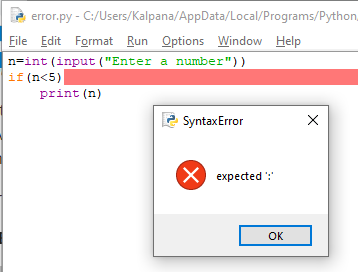 error.py - C:/Users/Kalpana/AppData/Local/Programs/Python,
File Edit Format Run Options Window Help
n=int(input("Enter a number"))
if(n<5)
print(n)
SyntaxError
expected ':'
OK